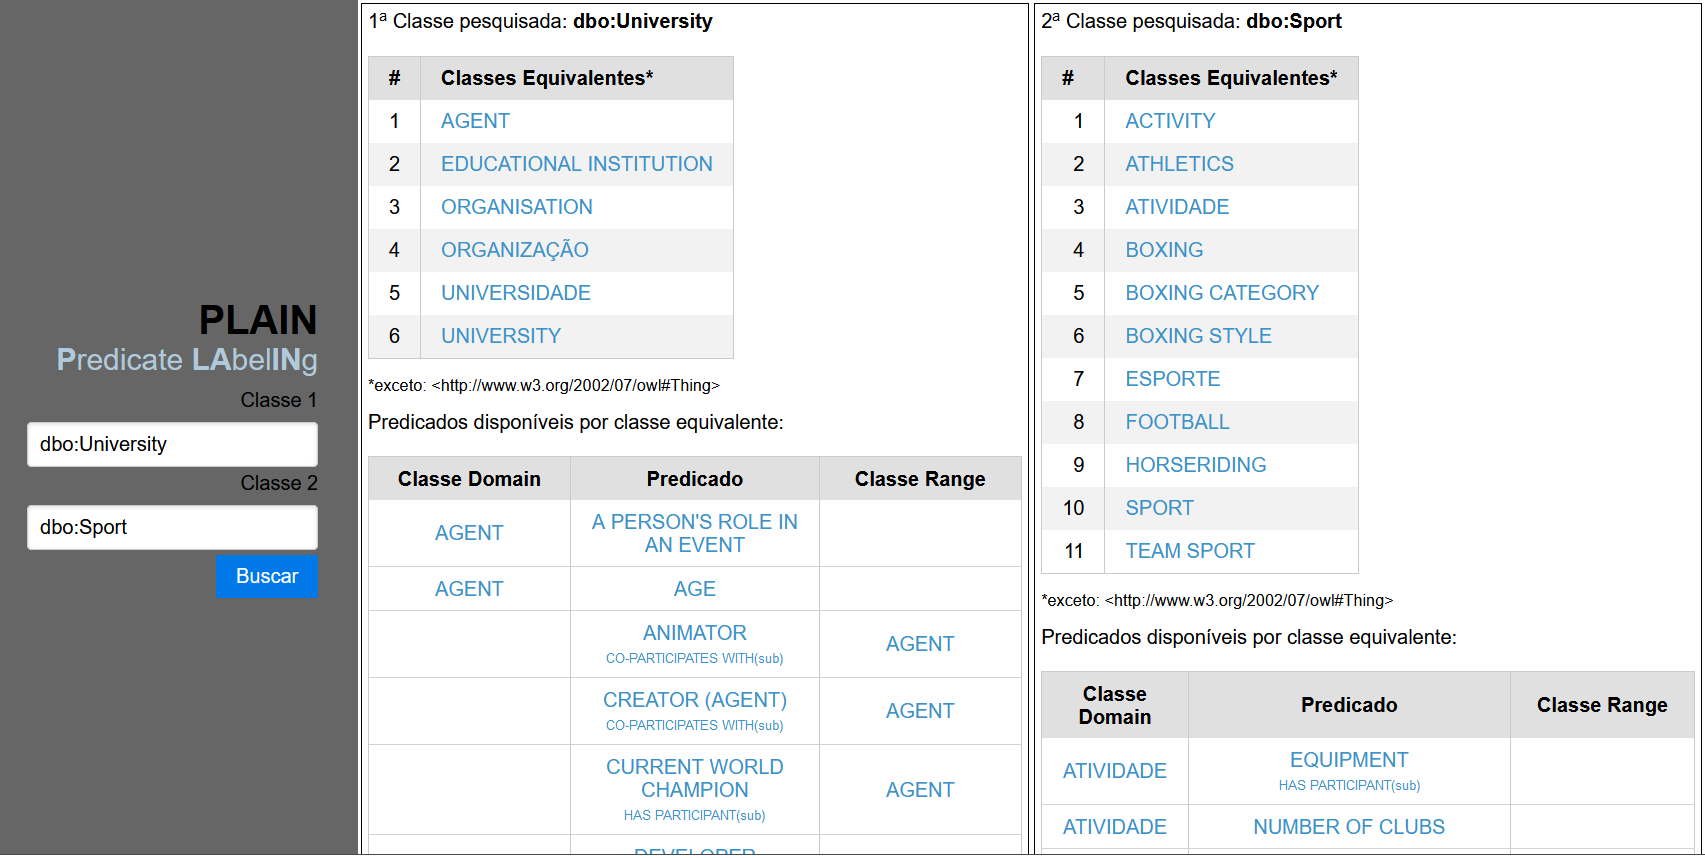 PLAIN
Predicate LAbelINg
Classe 1
dbo:University
Classe 2
dbo:Sport
Buscar
1ª Classe pesquisada: dbo:University
# Classes Equivalentes*
1 AGENT
2 EDUCATIONAL INSTITUTION
3 ORGANISATION
4 ORGANIZAÇÃO
5 UNIVERSIDADE
6 UNIVERSITY
*exceto: <http://www.w3.org/2002/07/owl#Thing>
Predicados disponíveis por classe equivalente:
Classe Domain Predicado Classe Range
AGENT A PERSON'S ROLE IN
AN EVENT
AGENT AGE
ANIMATOR
CO-PARTICIPATES WITH(sub)
AGENT
CREATOR (AGENT)
CO-PARTICIPATES WITH(sub)
AGENT
CURRENT WORLD
CHAMPION
HAS PARTICIPANT(sub)
AGENT
DEVELOPER
2ª Classe pesquisada: dbo:Sport
# Classes Equivalentes*
1 ACTIVITY
2 ATHLETICS
3 ATIVIDADE
4 BOXING
5 BOXING CATEGORY
6 BOXING STYLE
7 ESPORTE
8 FOOTBALL
9 HORSERIDING
10 SPORT
11 TEAM SPORT
*exceto: <http://www.w3.org/2002/07/owl#Thing>
Predicados disponíveis por classe equivalente:
Classe
Domain
Predicado Classe Range
ATIVIDADE EQUIPMENT
HAS PARTICIPANT(sub)
ATIVIDADE NUMBER OF CLUBS